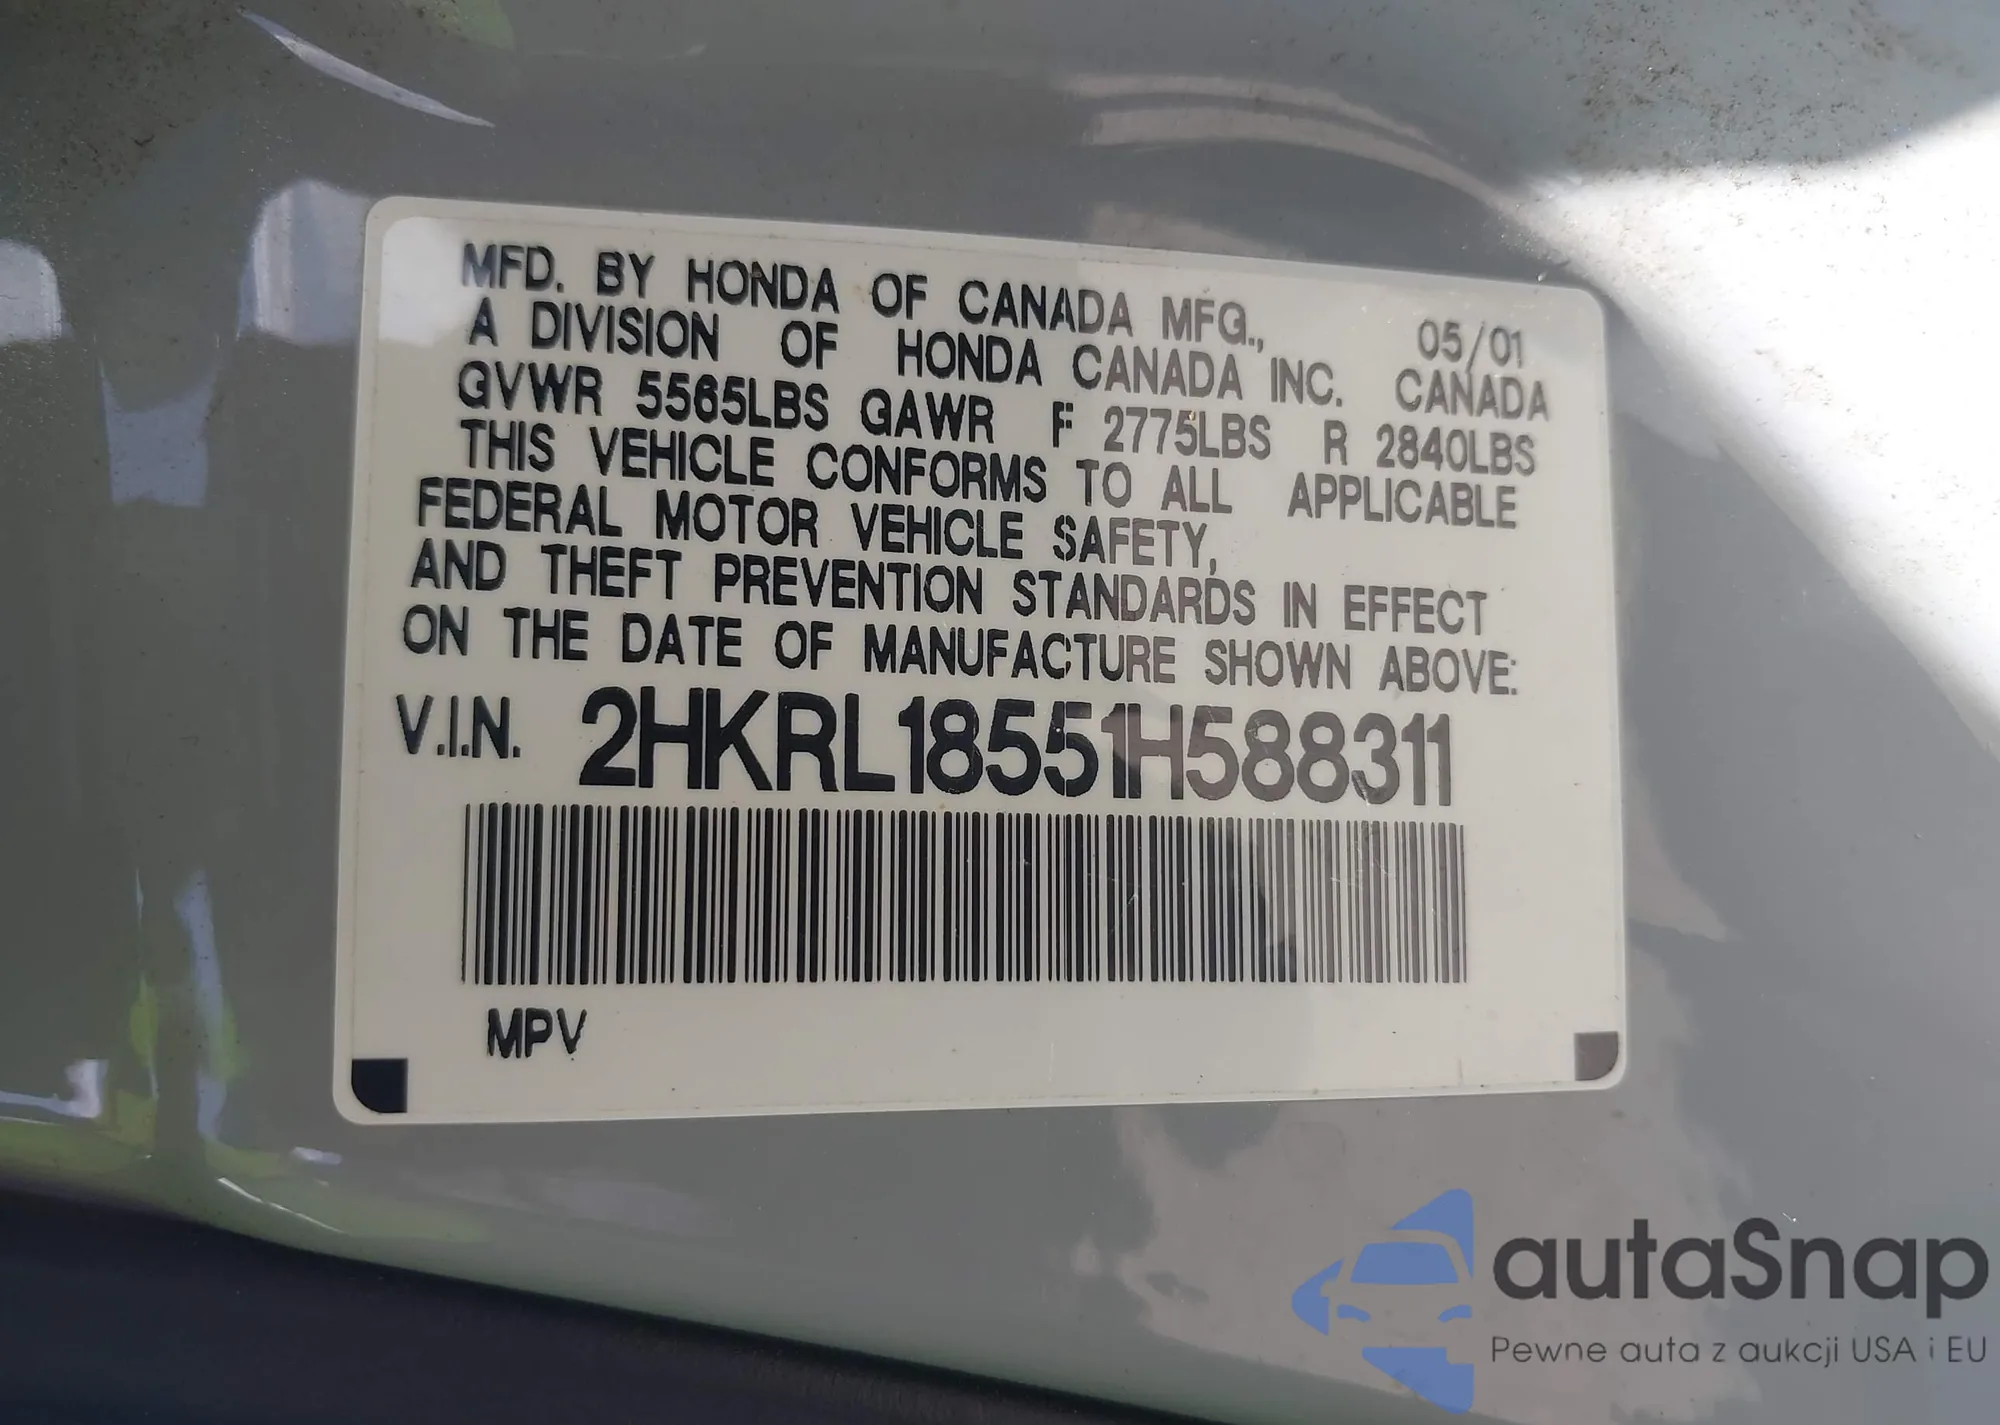 MFD. BY HONDA OF CANADA MFG., 05/01
A DIVISION OF HONDA CANADA INC. CANADA
GVWR 5565LBS GAWR F 2775LBS R 2840LBS
THIS VEHICLE CONFORMS TO ALL APPLICABLE
FEDERAL MOTOR VEHICLE SAFETY,
AND THEFT PREVENTION STANDARDS IN EFFECT
ON THE DATE OF MANUFACTURE SHOWN ABOVE:
V.I.N. 2HKRL18551H588311
MPV
autaSnap
Pewne auta z aukcji USA i EU